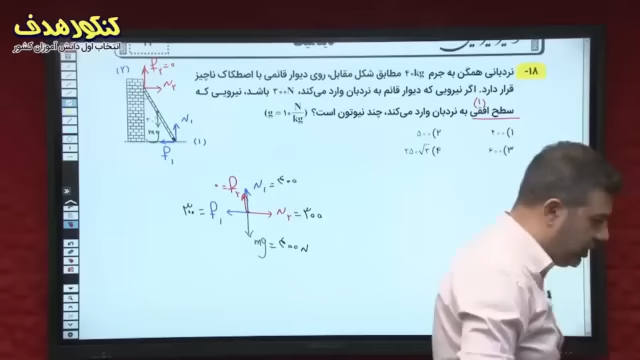 کنکور هدف
انتخاب اول دانش آموزان کشور
۱۸- نردبانی همگن به جرم ۴۰kg مطابق شکل مقابل، روی دیوار قائمی با اصطکاک ناچیز
قرار دارد. اگر نیرویی که دیوار قائم به نردبان وارد می‌کند، ۳۰۰N باشد، نیرویی که
(۱)
سطح افقی به نردبان وارد می‌کند، چند نیوتون است؟ (g = ۱۰ N/kg)
۱) ۴۰۰
۲) ۵۰۰
۳) ۶۰۰
۴) ۲۵۰√۲
(۲)
f₂ = 0
N₂
N₁
mg
(۱)
f₁
۰ = f₂
N₁ = ۴۰۰
۳۰۰ = f₁
N₂ = ۳۰۰
mg = ۴۰۰ N